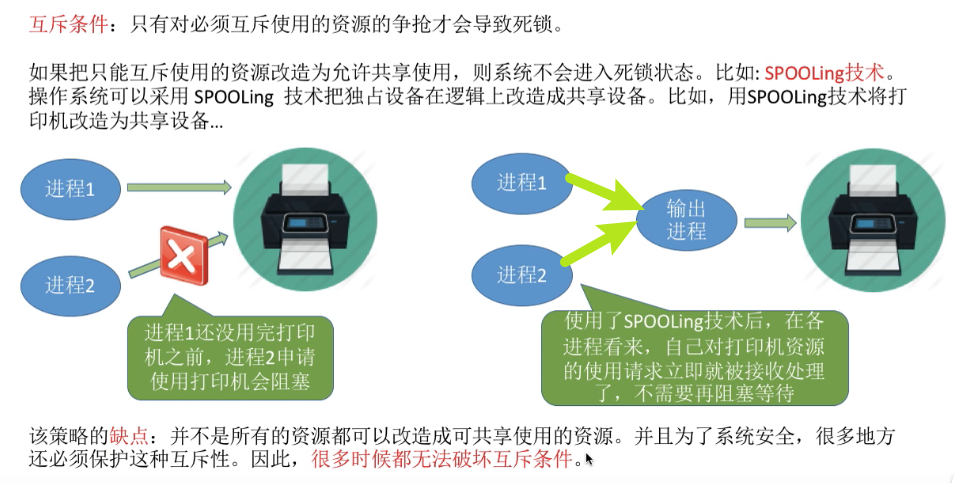 互斥条件：只有对必须互斥使用的资源的争抢才会导致死锁。
如果把只能互斥使用的资源改造为允许共享使用，则系统不会进入死锁状态。比如: SPOOLing技术。
操作系统可以采用 SPOOLing 技术把独占设备在逻辑上改造成共享设备。比如，用SPOOLing技术将打
印机改造为共享设备...
进程1
进程2
进程1还没用完打印
机之前，进程2申请
使用打印机会阻塞
进程1
进程2
输出
进程
使用了SPOOLing技术后，在各
进程看来，自己对打印机资源
的使用请求立即就被接收处理
了，不需要再阻塞等待
该策略的缺点：并不是所有的资源都可以改造成可共享使用的资源。并且为了系统安全，很多地方
还必须保护这种互斥性。因此，很多时候都无法破坏互斥条件。